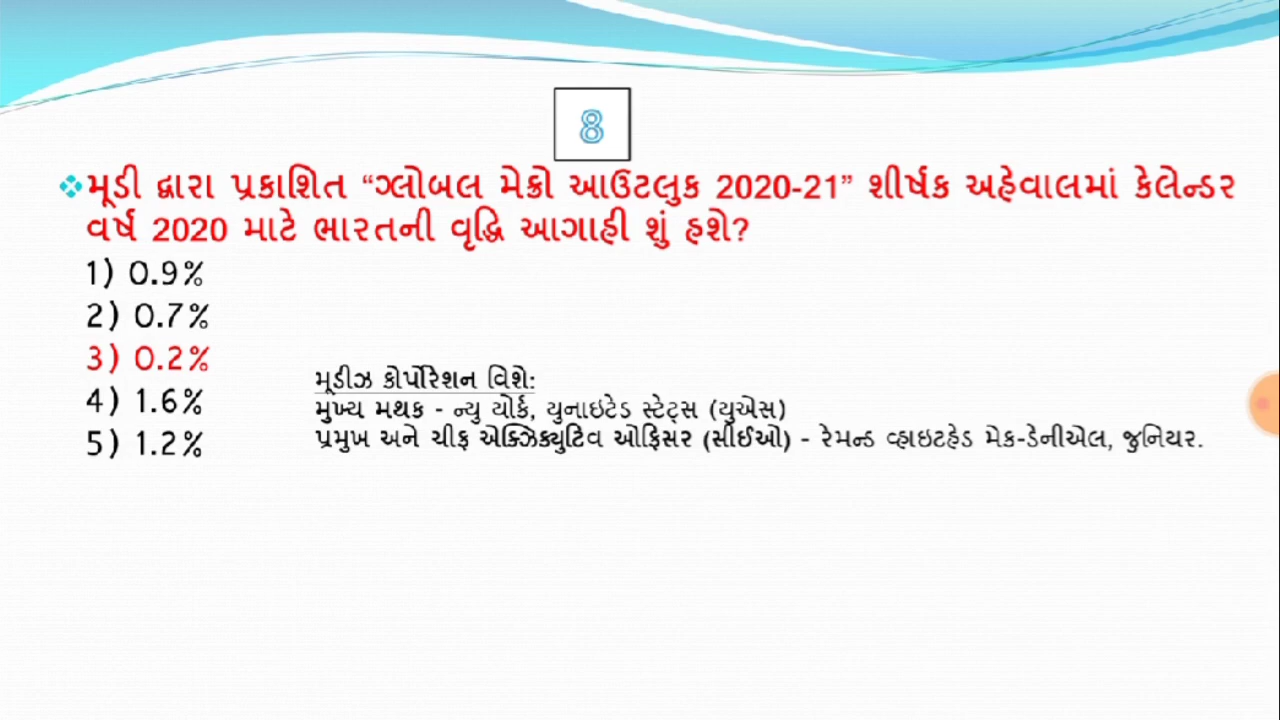 8
મૂડી દ્વારા પ્રકાશિત “ગ્લોબલ મેક્રો આઉટલુક 2020-21” શીર્ષક અહેવાલમાં કેલેન્ડર
વર્ષ 2020 માટે ભારતની વૃદ્ધિ આગાહી શું હશે?
1) 0.9%
2) 0.7%
3) 0.2%
4) 1.6%
5) 1.2%
મૂડીઝ કોર્પોરેશન વિશે:
મુખ્ય મથક - ન્યુ યોર્ક, યુનાઇટેડ સ્ટેટ્સ (યુએસ)
પ્રમુખ અને ચીફ એક્ઝિક્યુટિવ ઓફિસર (સીઈઓ) - રેમન્ડ વ્હાઇટહેડ મેક-ડેનીએલ, જુનિયર.